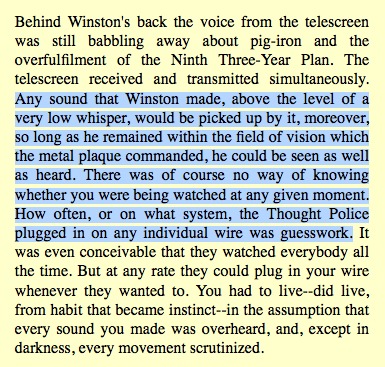 Behind Winston's back the voice from the telescreen
was still babbling away about pig-iron and the
overfulfilment of the Ninth Three-Year Plan. The
telescreen received and transmitted simultaneously.
Any sound that Winston made, above the level of a
very low whisper, would be picked up by it, moreover,
so long as he remained within the field of vision which
the metal plaque commanded, he could be seen as well
as heard. There was of course no way of knowing
whether you were being watched at any given moment.
How often, or on what system, the Thought Police
plugged in on any individual wire was guesswork. It
was even conceivable that they watched everybody all
the time. But at any rate they could plug in your wire
whenever they wanted to. You had to live--did live,
from habit that became instinct--in the assumption that
every sound you made was overheard, and, except in
darkness, every movement scrutinized.